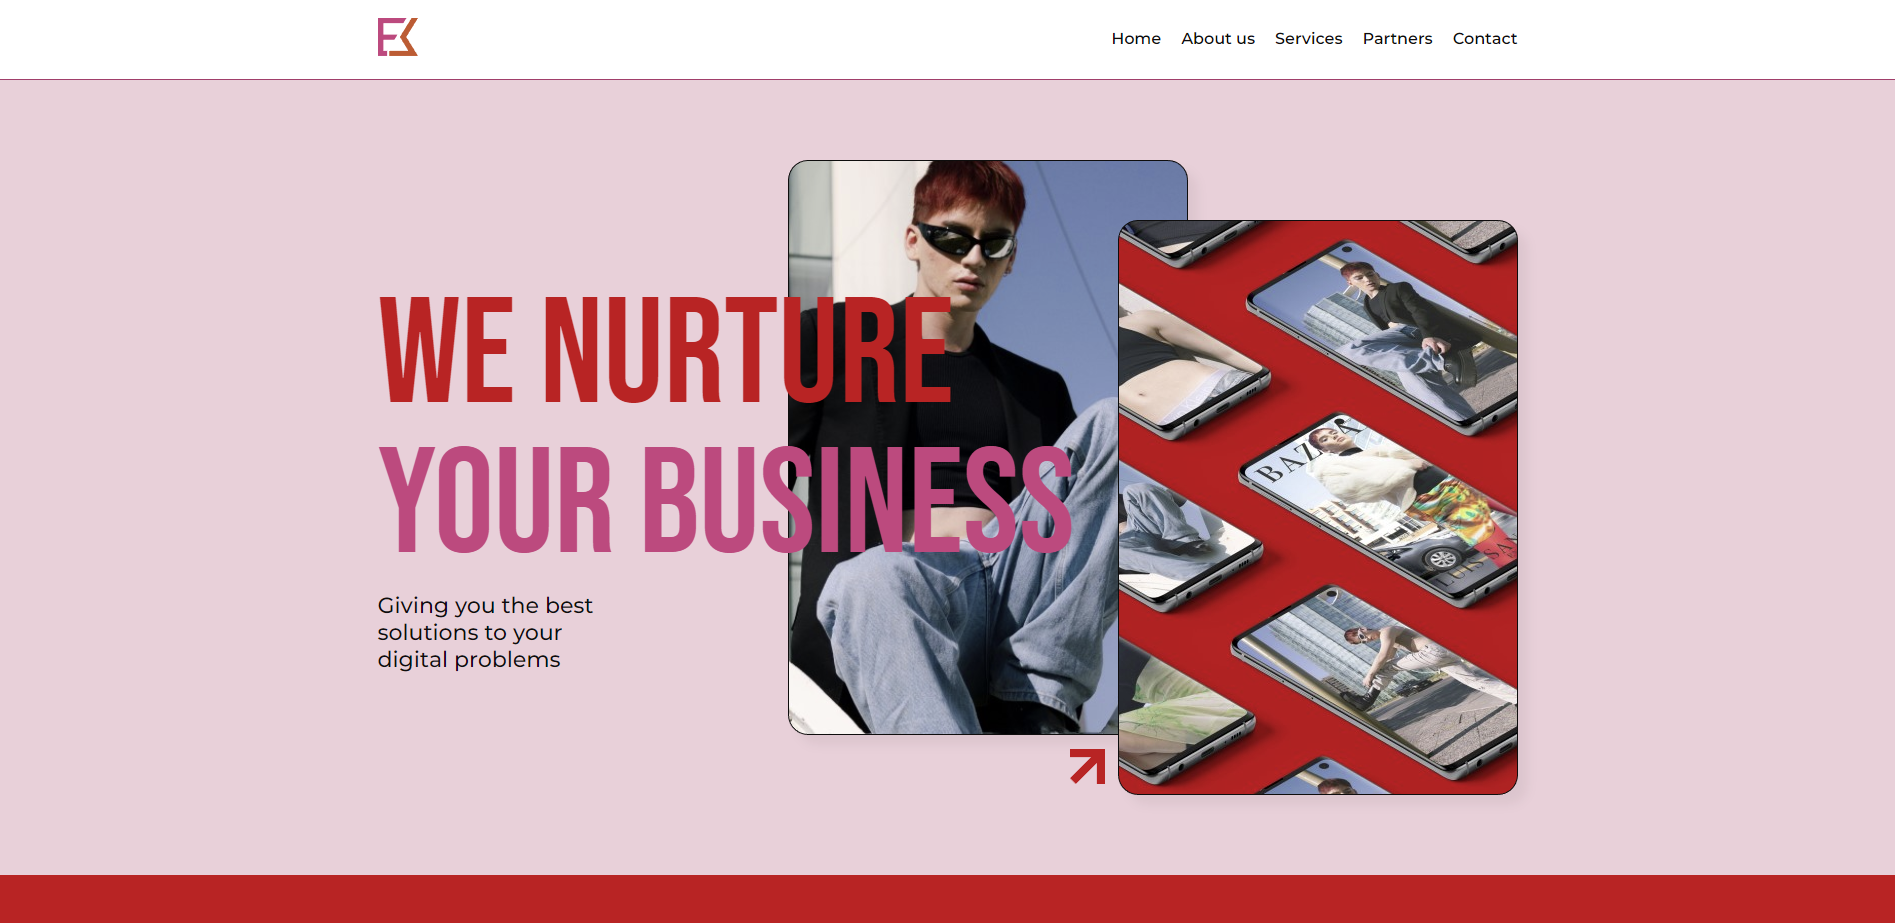 Home About us Services Partners Contact
WE NURTURE
YOUR BUSINESS
Giving you the best
solutions to your
digital problems